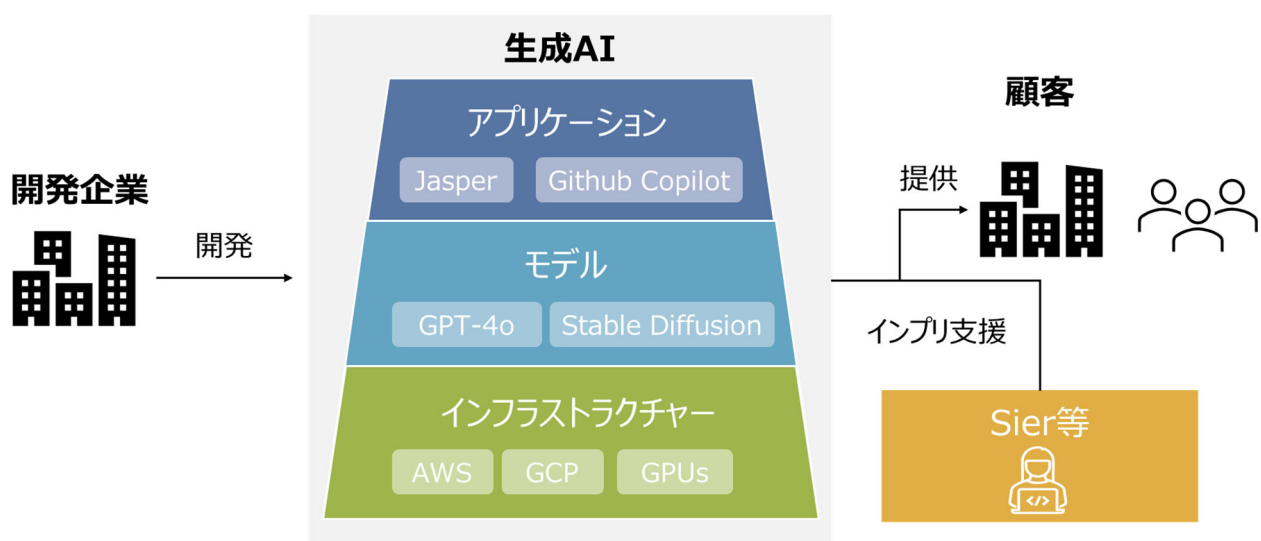 生成AI
アプリケーション
Jasper
Github Copilot
モデル
GPT-4o
Stable Diffusion
インフラストラクチャー
AWS
GCP
GPUs
開発企業
開発
顧客
提供
インプリ支援
Sier等
</>